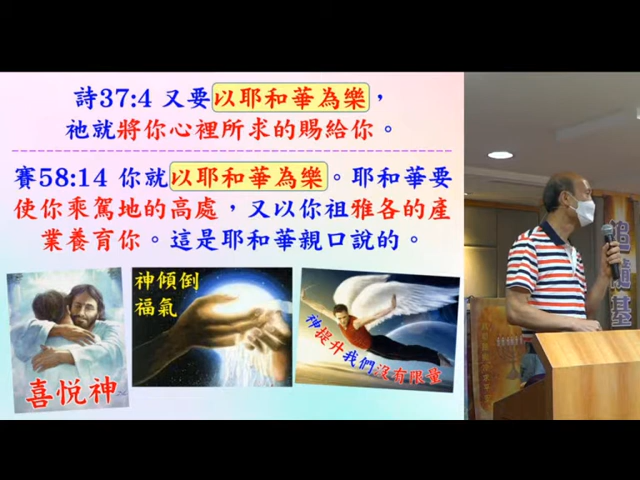 詩37:4 又要以耶和華為樂，
祂就將你心裡所求的賜給你。
賽58:14 你就以耶和華為樂。耶和華要
使你乘駕地的高處，又以你祖雅各的產
業養育你。這是耶和華親口說的。
神傾倒
福氣
神提升我們沒有限量
喜悅神
追隨基